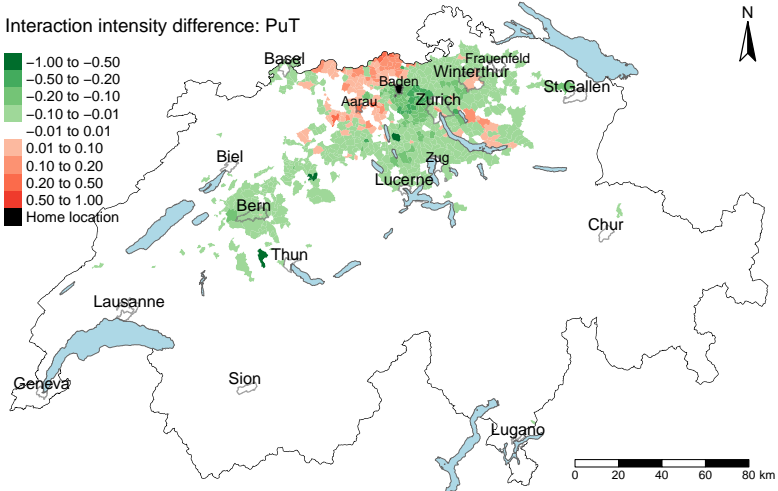 Interaction intensity difference: PuT
−1.00 to −0.50
−0.50 to −0.20
−0.20 to −0.10
−0.10 to −0.01
−0.01 to 0.01
0.01 to 0.10
0.10 to 0.20
0.20 to 0.50
0.50 to 1.00
Home location
N
Basel
Frauenfeld
Winterthur
Baden
St.Gallen
Aarau
Zurich
Biel
Zug
Lucerne
Bern
Chur
Thun
Lausanne
Geneva
Sion
Lugano
0 20 40 60 80 km